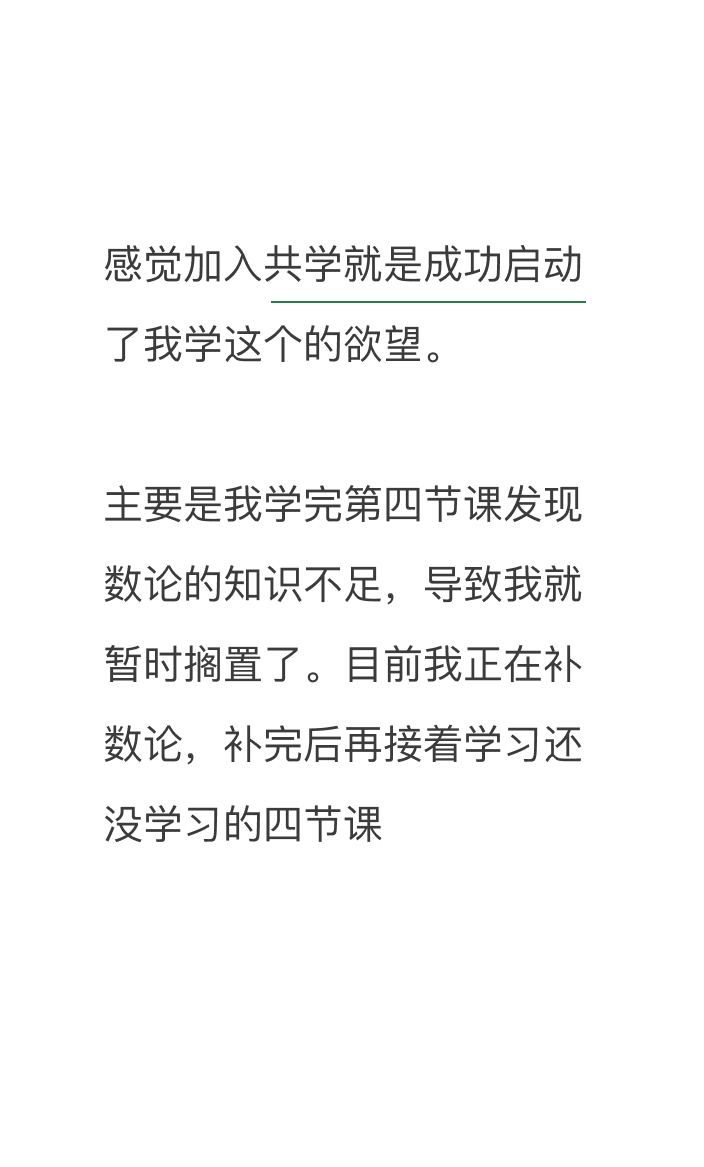 感觉加入共学就是成功启动
了我学这个的欲望。
主要是我学完第四节课发现
数论的知识不足，导致我就
暂时搁置了。目前我正在补
数论，补完后再接着学习还
没学习的四节课